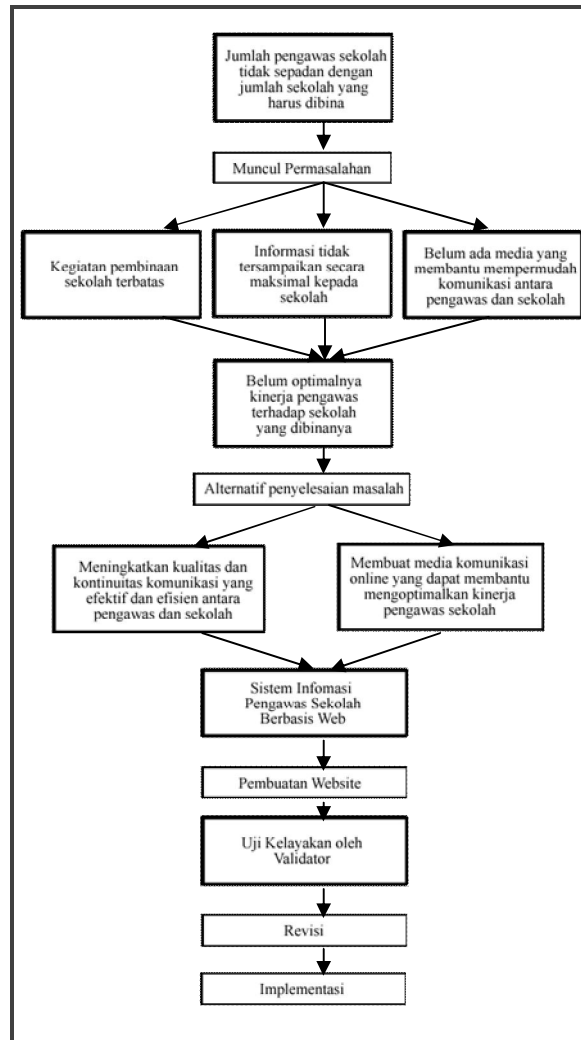 Jumlah pengawas sekolah
tidak sepadan dengan
jumlah sekolah yang
harus dibina
Muncul Permasalahan
Kegiatan pembinaan
sekolah terbatas
Informasi tidak
tersampaikan secara
maksimal kepada
sekolah
Belum ada media yang
membantu mempermudah
komunikasi antara
pengawas dan sekolah
Belum optimalnya
kinerja pengawas
terhadap sekolah
yang dibinanya
Alternatif penyelesaian masalah
Meningkatkan kualitas dan
kontinuitas komunikasi yang
efektif dan efisien antara
pengawas dan sekolah
Membuat media komunikasi
online yang dapat membantu
mengoptimalkan kinerja
pengawas sekolah
Sistem Infomasi
Pengawas Sekolah
Berbasis Web
Pembuatan Website
Uji Kelayakan oleh
Validator
Revisi
Implementasi